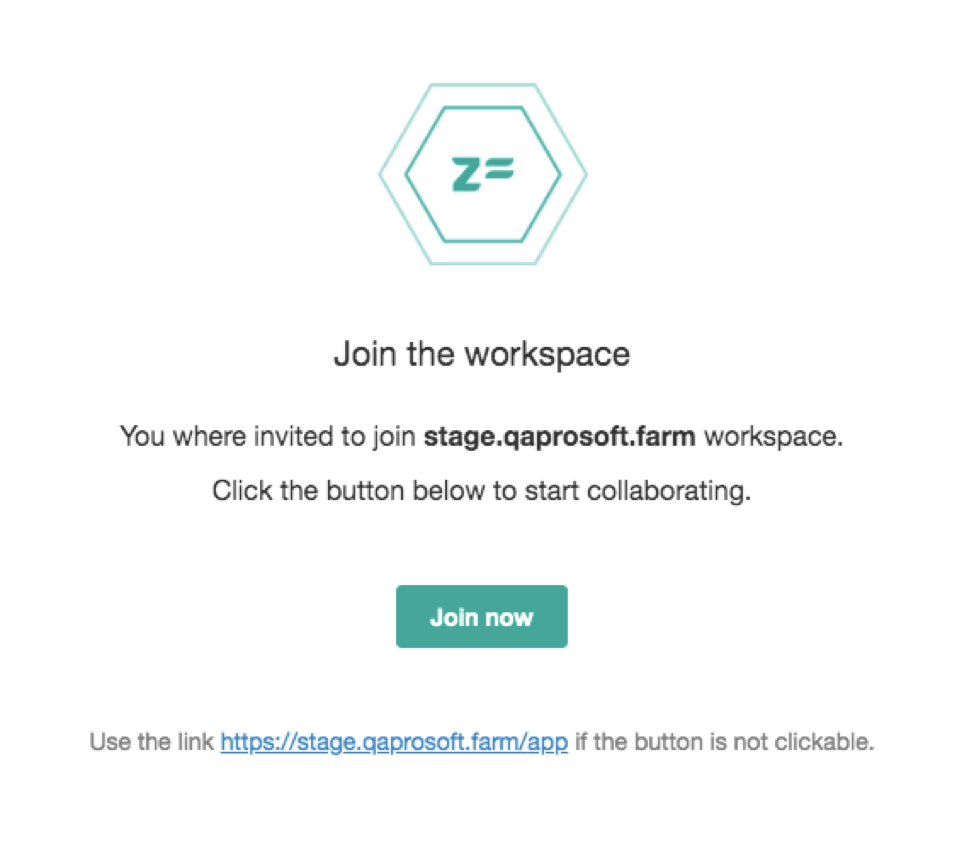 Z=
Join the workspace
You where invited to join stage.qaprosoft.farm workspace.
Click the button below to start collaborating.
Join now
Use the link https://stage.qaprosoft.farm/app if the button is not clickable.